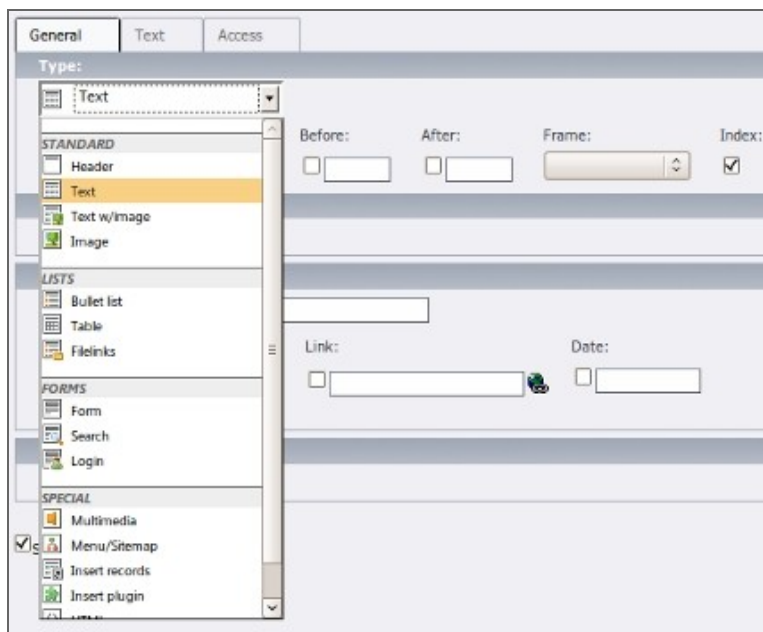 General Text Access
Type:
Text
STANDARD
Before: After: Frame: Index:
Header
Text
Text w/image
Image
LISTS
Bullet list
Table
Link: Date:
Filelinks
FORMS
Form
Search
Login
SPECIAL
Multimedia
Menu/Sitemap
Insert records
Insert plugin
HTML